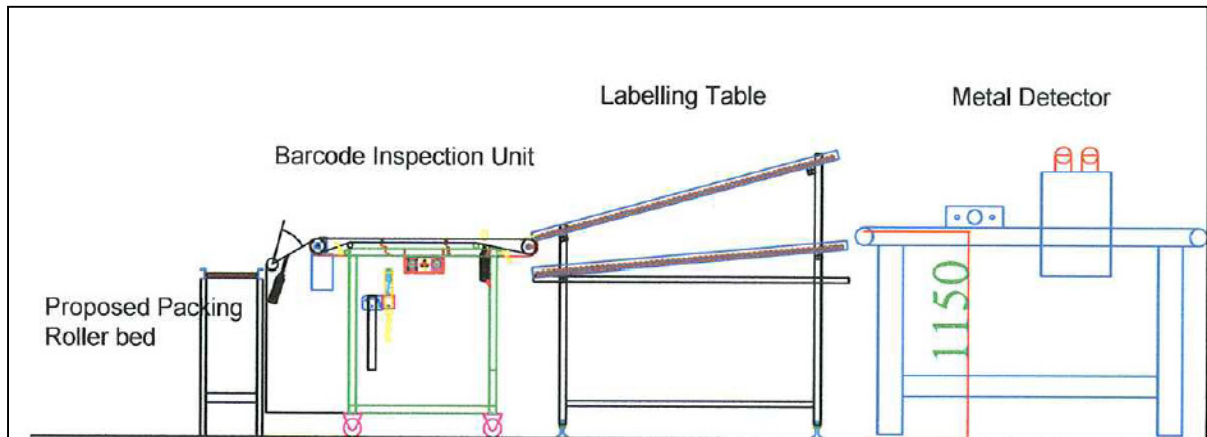 Labelling Table
Metal Detector
Barcode Inspection Unit
Proposed Packing
Roller bed
1150